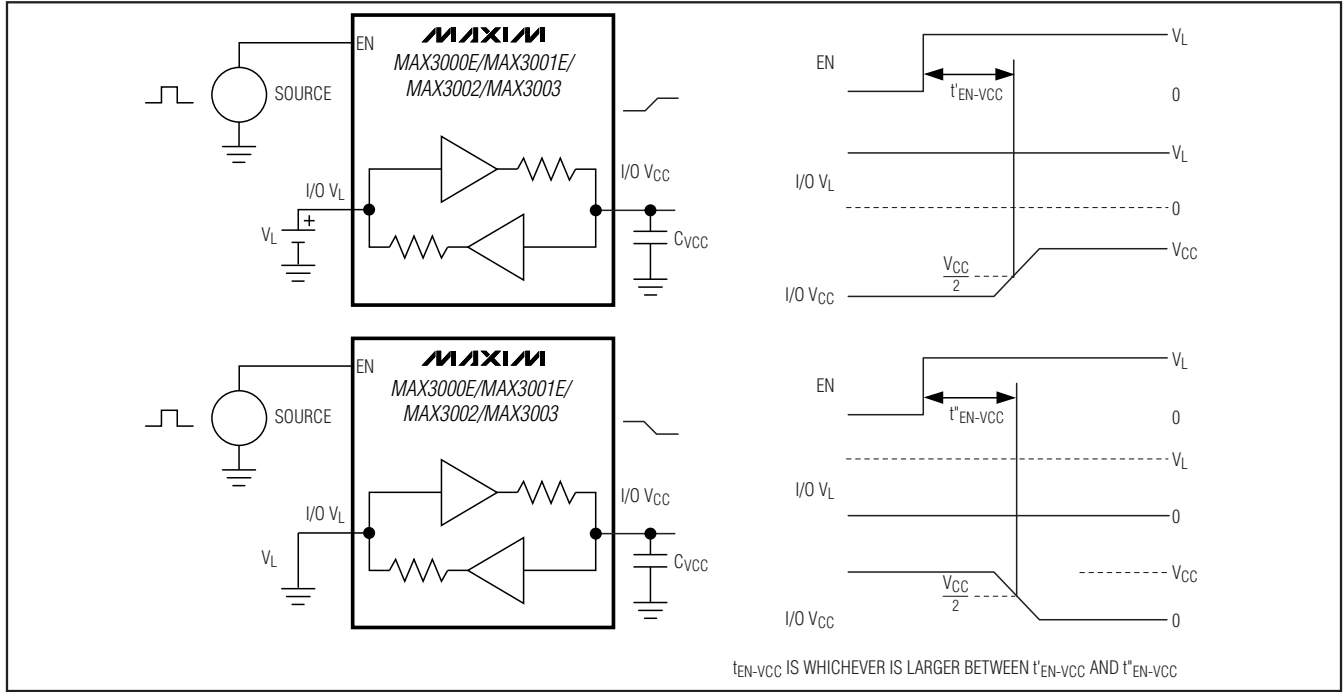 MAXIM
EN
MAX3000E/MAX3001E/
MAX3002/MAX3003
SOURCE
I/O VL
I/O VCC
VL
+
CVCC
EN
VL
t'EN-VCC
0
VL
I/O VL
0
VCC
VCC
2
I/O VCC
MAXIM
EN
MAX3000E/MAX3001E/
MAX3002/MAX3003
SOURCE
I/O VL
I/O VCC
VL
CVCC
EN
VL
t"EN-VCC
0
VL
I/O VL
0
VCC
VCC
2
I/O VCC
0
tEN-VCC IS WHICHEVER IS LARGER BETWEEN t'EN-VCC AND t"EN-VCC